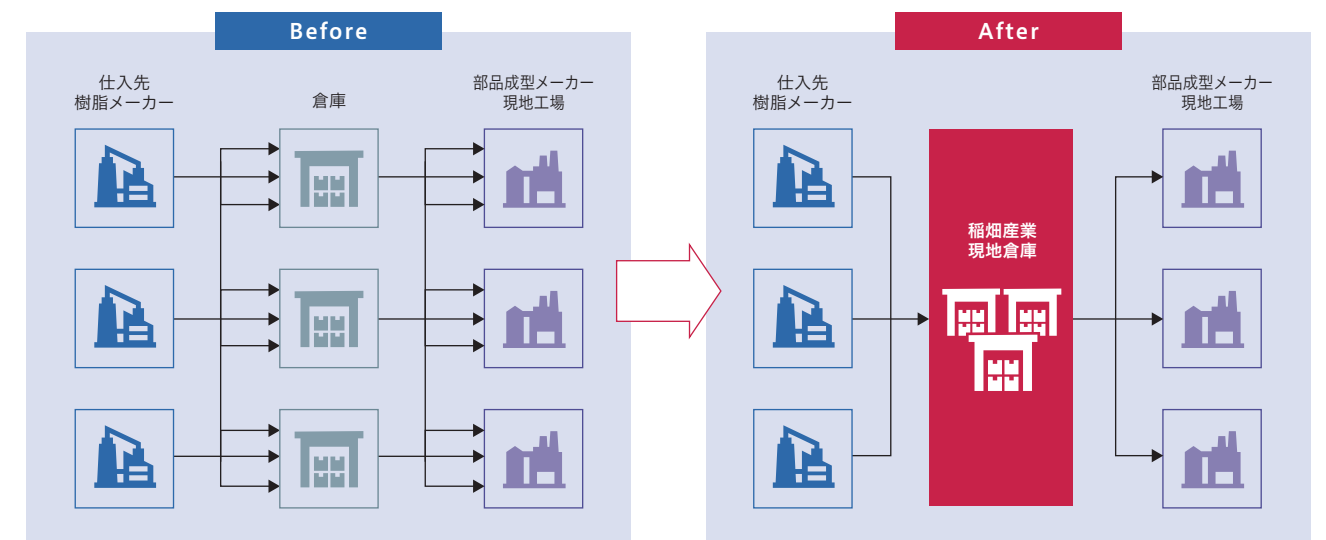 Before
仕入先
樹脂メーカー
倉庫
部品成型メーカー
現地工場
After
仕入先
樹脂メーカー
稲畑産業
現地倉庫
部品成型メーカー
現地工場